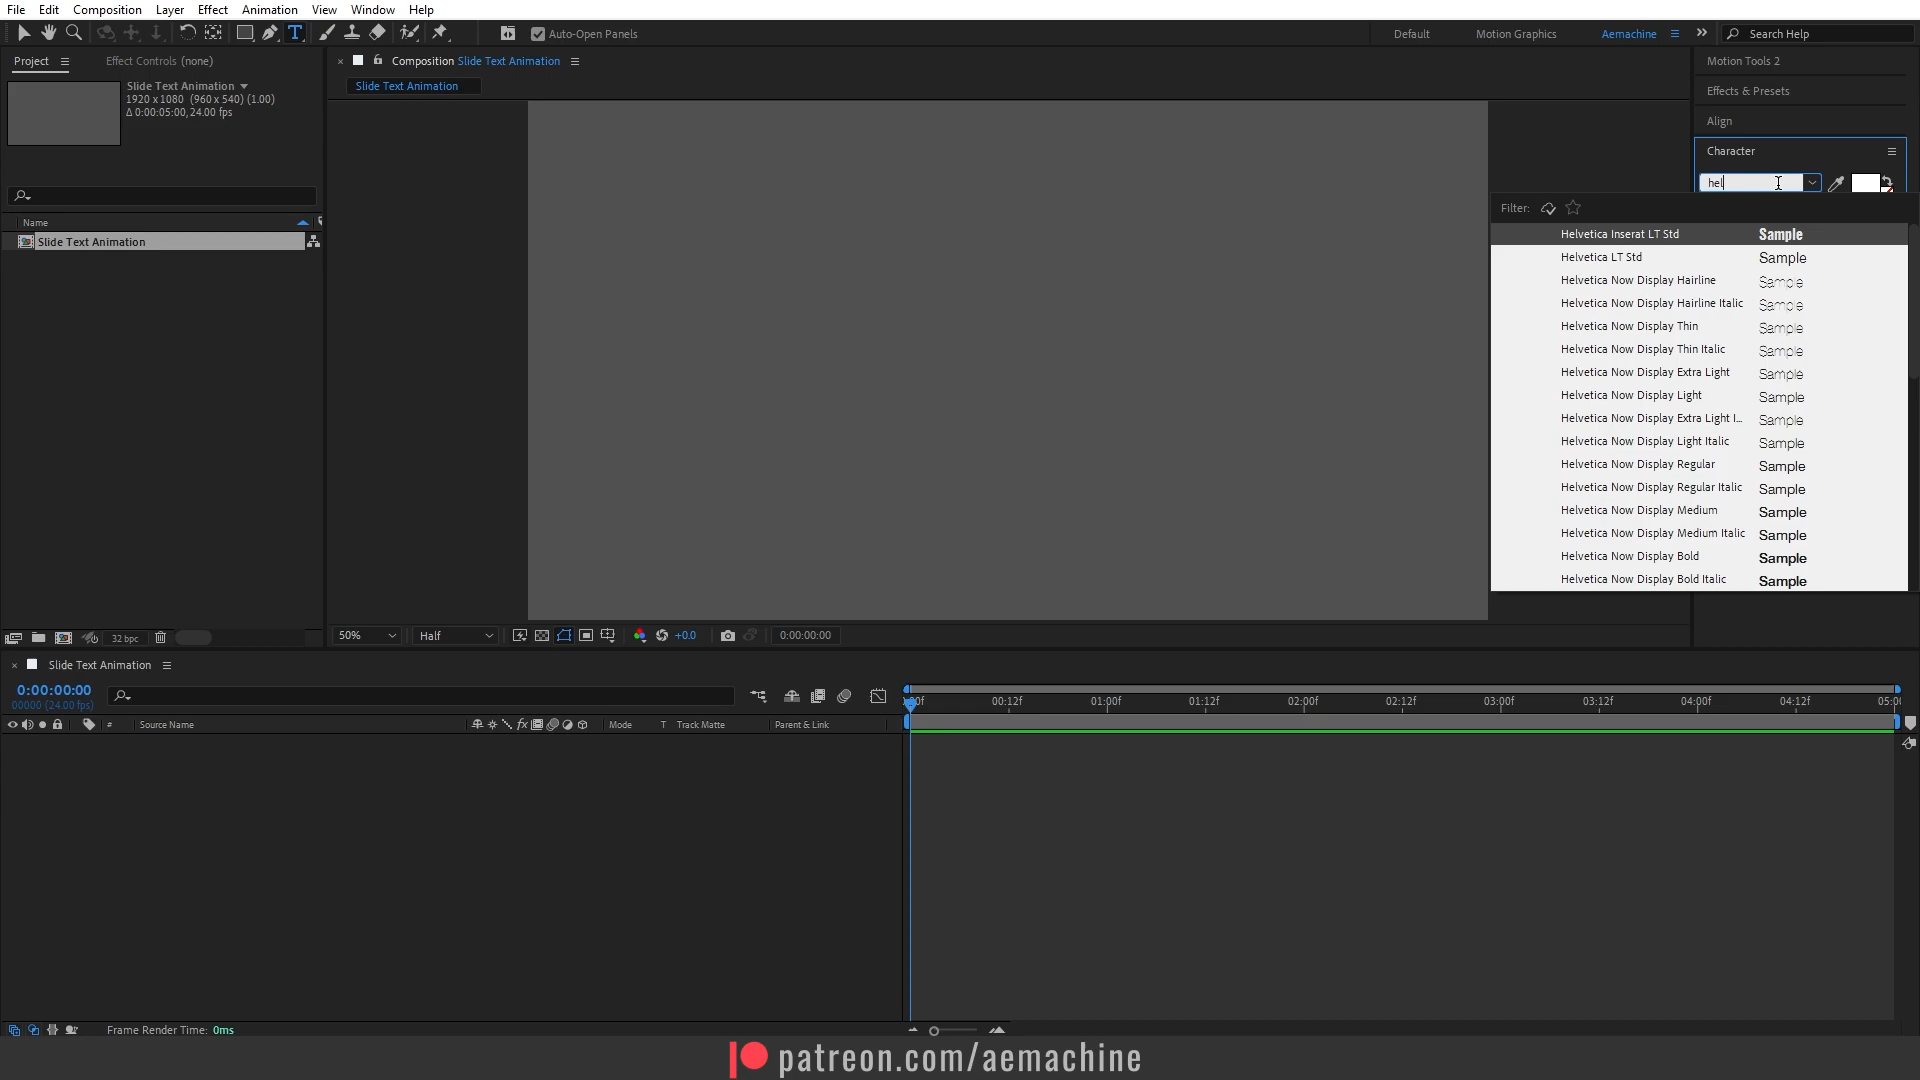 File Edit Composition Layer Effect Animation View Window Help
Auto-Open Panels
Default Motion Graphics Aemachine Search Help
Project Effect Controls (none)
Composition Slide Text Animation
Slide Text Animation
Slide Text Animation
1920 x 1080 (960 x 540) (1.00)
Δ 0:00:05:00, 24.00 fps
Name
Slide Text Animation
Motion Tools 2
Effects & Presets
Align
Character
hel
Filter:
Helvetica Inserat LT Std Sample
Helvetica LT Std Sample
Helvetica Now Display Hairline Sample
Helvetica Now Display Hairline Italic Sample
Helvetica Now Display Thin Sample
Helvetica Now Display Thin Italic Sample
Helvetica Now Display Extra Light Sample
Helvetica Now Display Light Sample
Helvetica Now Display Extra Light I... Sample
Helvetica Now Display Light Italic Sample
Helvetica Now Display Regular Sample
Helvetica Now Display Regular Italic Sample
Helvetica Now Display Medium Sample
Helvetica Now Display Medium Italic Sample
Helvetica Now Display Bold Sample
Helvetica Now Display Bold Italic Sample
32 bpc
50% Half +0.0 0:00:00:00
Slide Text Animation
0:00:00:00
00000 (24.00 fps)
00:12f 01:00f 01:12f 02:00f 02:12f 03:00f 03:12f 04:00f 04:12f
# Source Name Mode T Track Matte Parent & Link
Frame Render Time: 0ms
patreon.com/aemachine